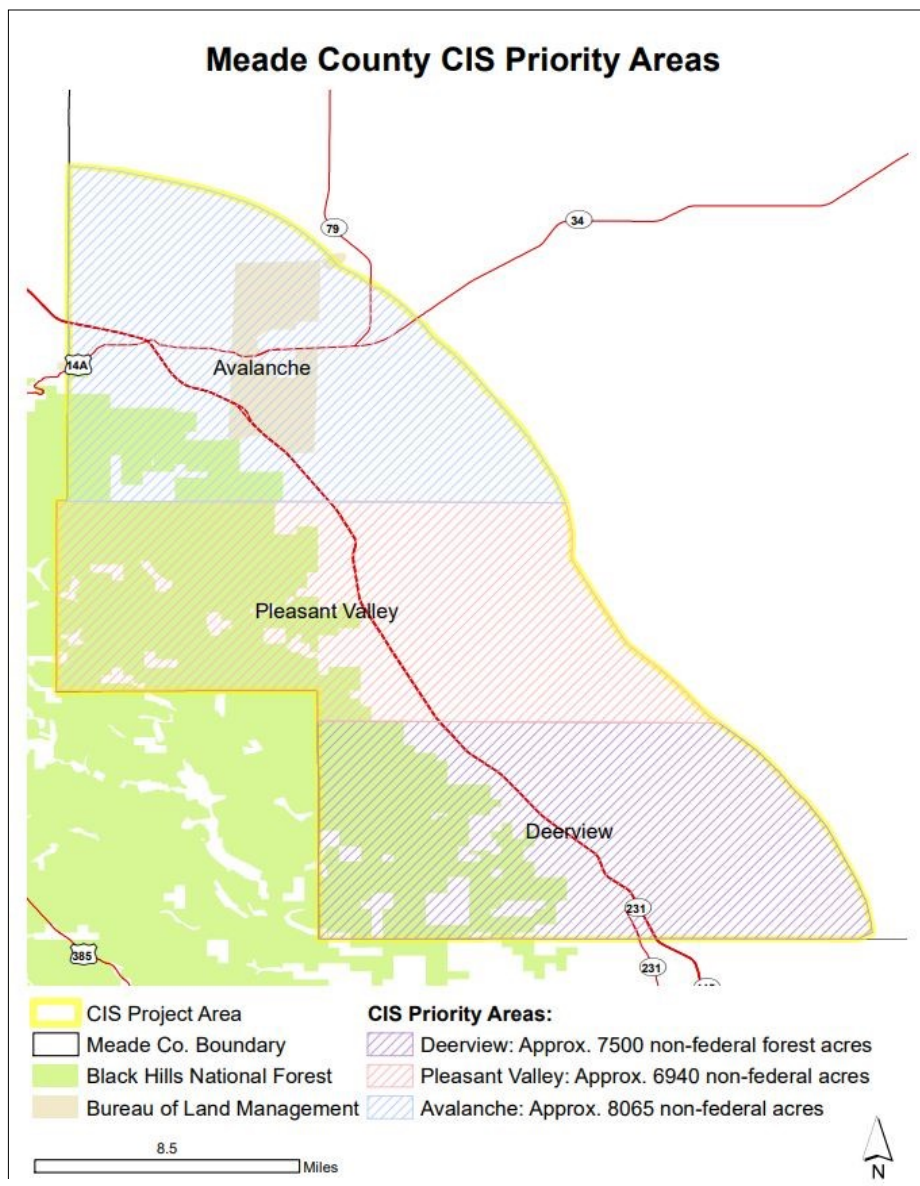 Meade County CIS Priority Areas
79
34
14A
Avalanche
Pleasant Valley
Deerview
231
385
231
CIS Project Area
Meade Co. Boundary
Black Hills National Forest
Bureau of Land Management
CIS Priority Areas:
Deerview: Approx. 7500 non-federal forest acres
Pleasant Valley: Approx. 6940 non-federal acres
Avalanche: Approx. 8065 non-federal acres
8.5
Miles
N